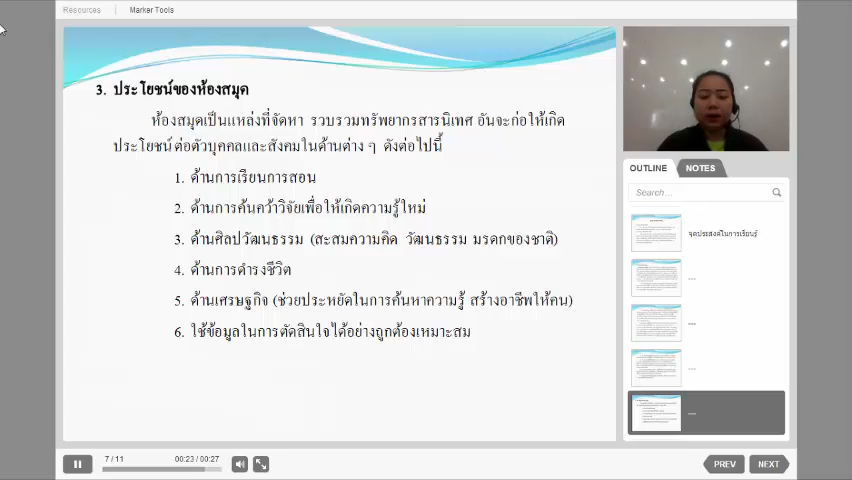 Resources
Marker Tools
3. ประโยชน์ของห้องสมุด
ห้องสมุดเป็นแหล่งที่จัดหา รวบรวมทรัพยากรสารนิเทศ อันจะก่อให้เกิด
ประโยชน์ ต่อตัวบุคคลและสังคมในด้านต่าง ๆ ดังต่อไปนี้
1. ด้านการเรียนการสอน
2. ด้านการค้นคว้าวิจัยเพื่อให้เกิดความรู้ใหม่
3. ด้านศิลปวัฒนธรรม (สะสมความคิด วัฒนธรรม มรดกของชาติ)
4. ด้านการดำรงชีวิต
5. ด้านเศรษฐกิจ (ช่วยประหยัดในการค้นหาความรู้ สร้างอาชีพให้คน)
6. ใช้ข้อมูลในการตัดสินใจได้อย่างถูกต้องเหมาะสม
OUTLINE
NOTES
Search...
จุดประสงค์ในการเรียนรู้
...
...
...
...
7 / 11
00:23 / 00:27
PREV
NEXT